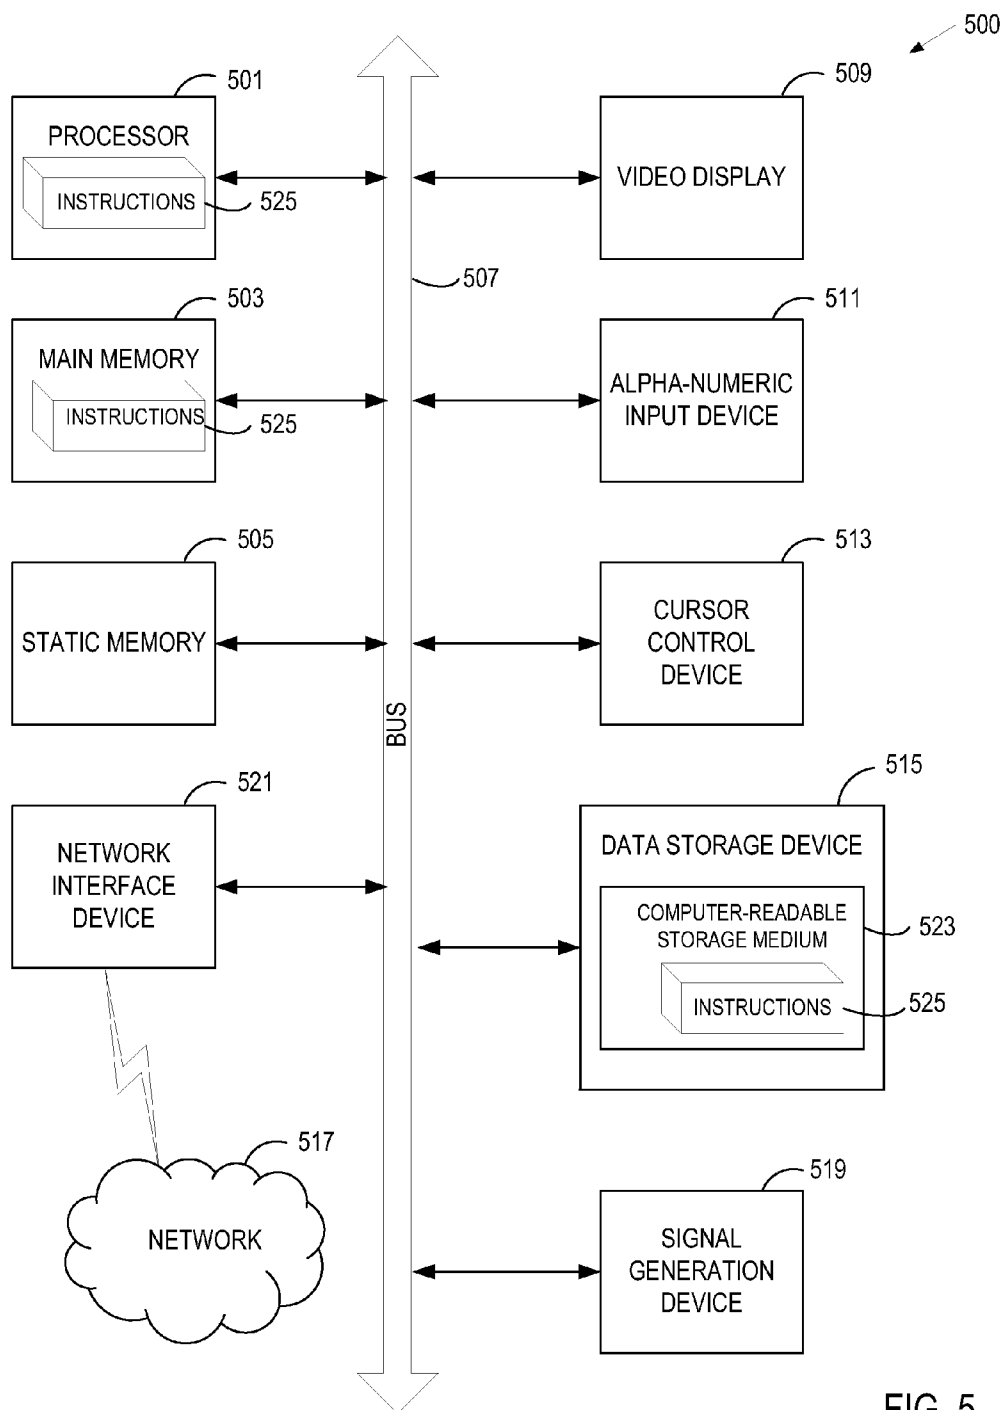 500
501
PROCESSOR
INSTRUCTIONS
525
509
VIDEO DISPLAY
507
503
MAIN MEMORY
INSTRUCTIONS
525
511
ALPHA-NUMERIC
INPUT DEVICE
505
STATIC MEMORY
513
CURSOR
CONTROL
DEVICE
BUS
521
NETWORK
INTERFACE
DEVICE
515
DATA STORAGE DEVICE
COMPUTER-READABLE
STORAGE MEDIUM
523
INSTRUCTIONS
525
517
NETWORK
519
SIGNAL
GENERATION
DEVICE
FIG. 5